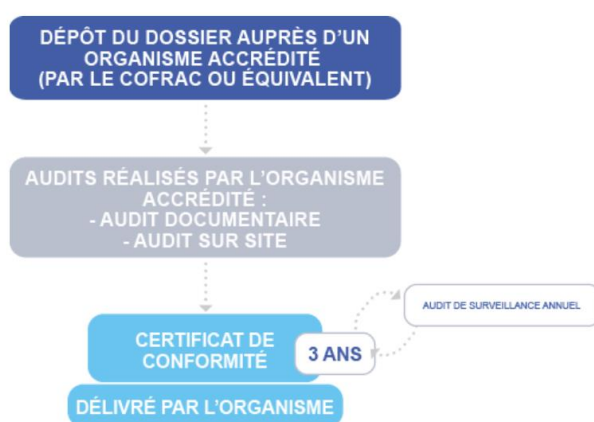 DÉPÔT DU DOSSIER AUPRÈS D'UN
ORGANISME ACCRÉDITÉ
(PAR LE COFRAC OU ÉQUIVALENT)
AUDITS RÉALISÉS PAR L'ORGANISME
ACCRÉDITÉ :
- AUDIT DOCUMENTAIRE
- AUDIT SUR SITE
AUDIT DE SURVEILLANCE ANNUEL
CERTIFICAT DE
CONFORMITÉ
3 ANS
DÉLIVRÉ PAR L'ORGANISME